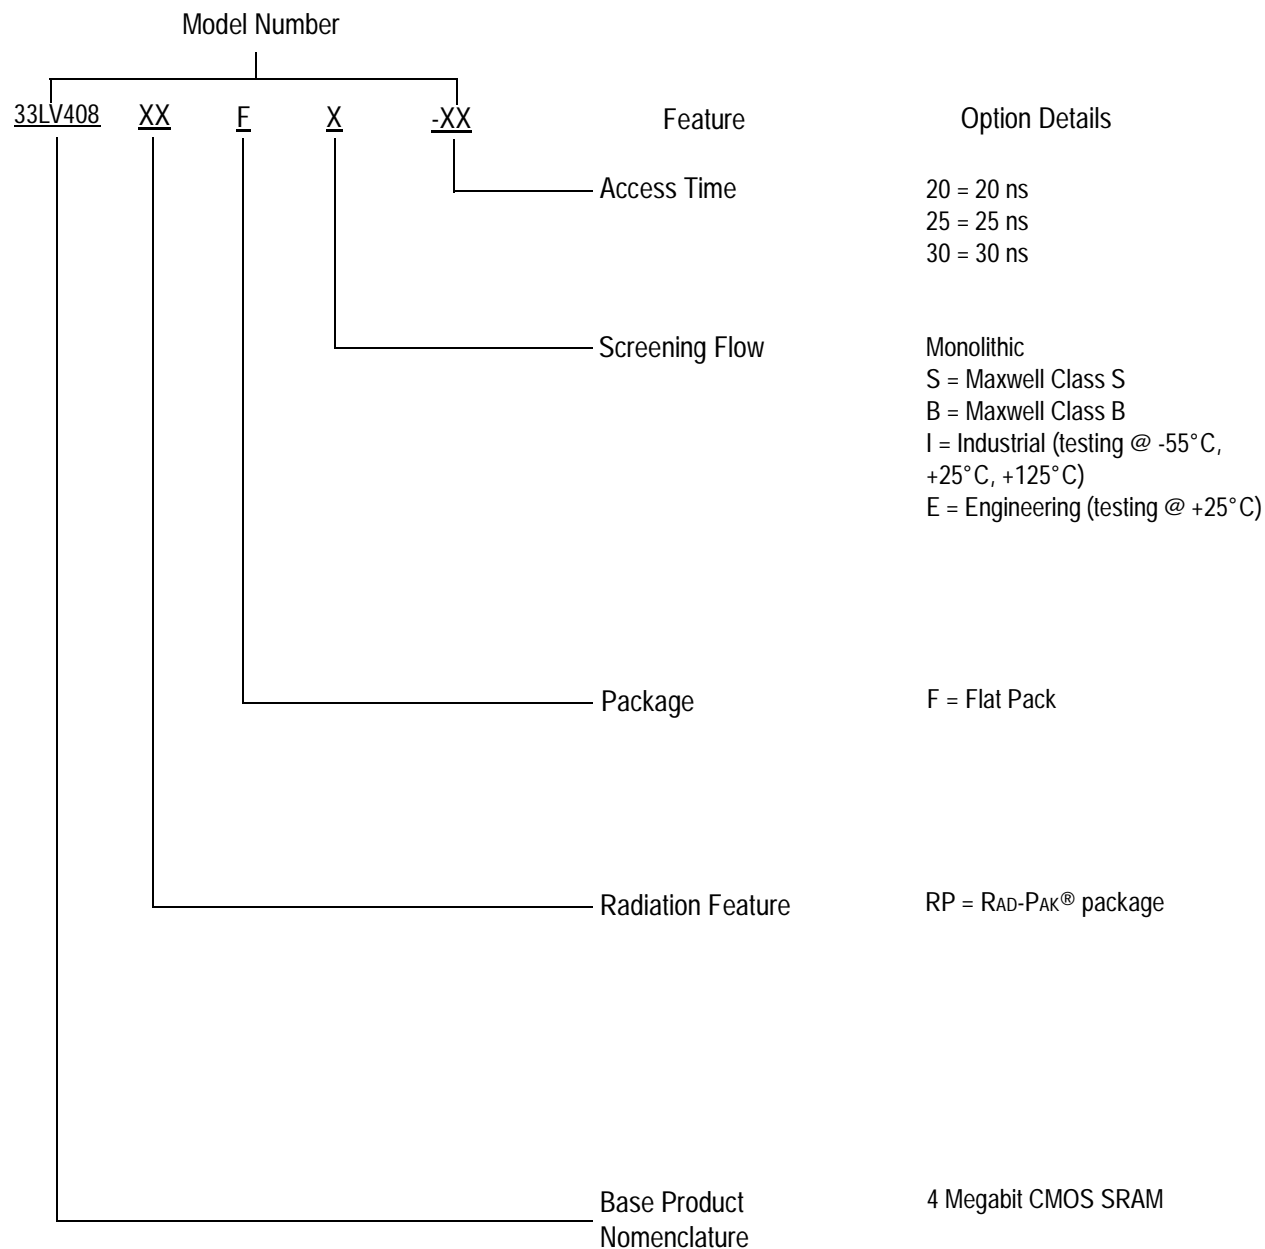 Model Number
33LV408 XX F X -XX Feature Option Details
Access Time 20 = 20 ns
25 = 25 ns
30 = 30 ns
Screening Flow Monolithic
S = Maxwell Class S
B = Maxwell Class B
I = Industrial (testing @ -55°C,
+25°C, +125°C)
E = Engineering (testing @ +25°C)
Package F = Flat Pack
Radiation Feature RP = RAD-PAK® package
Base Product 4 Megabit CMOS SRAM
Nomenclature